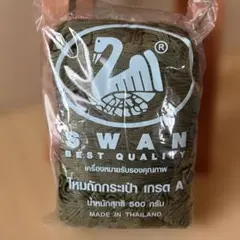 ®
SWAN
BEST QUALITY
เครื่องหมายรับรองคุณภาพ
ไหมถักกระเป๋า เกรด A
น้ำหนักสุทธิ 500 กรัม
MADE IN THAILAND